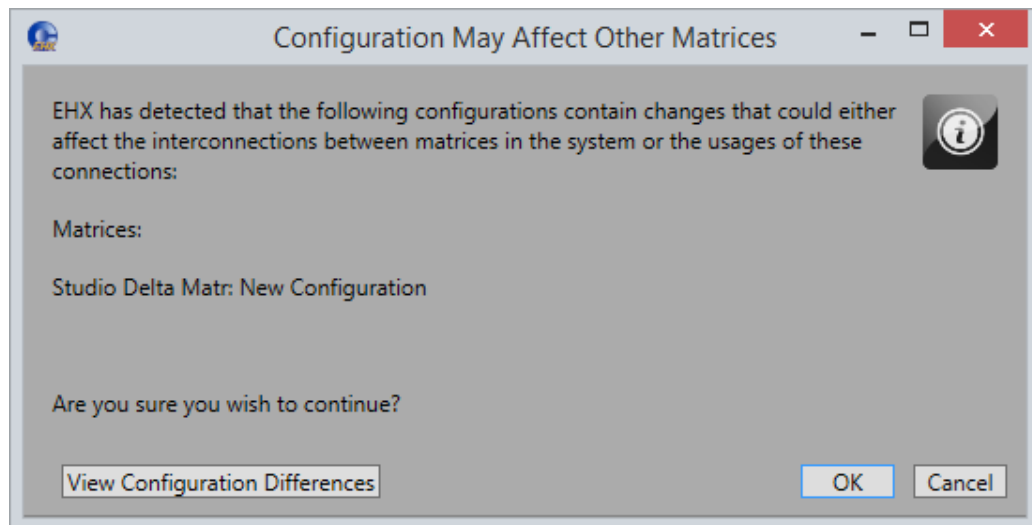 Configuration May Affect Other Matrices
EHX has detected that the following configurations contain changes that could either
affect the interconnections between matrices in the system or the usages of these
connections:
Matrices:
Studio Delta Matr: New Configuration
Are you sure you wish to continue?
View Configuration Differences
OK
Cancel